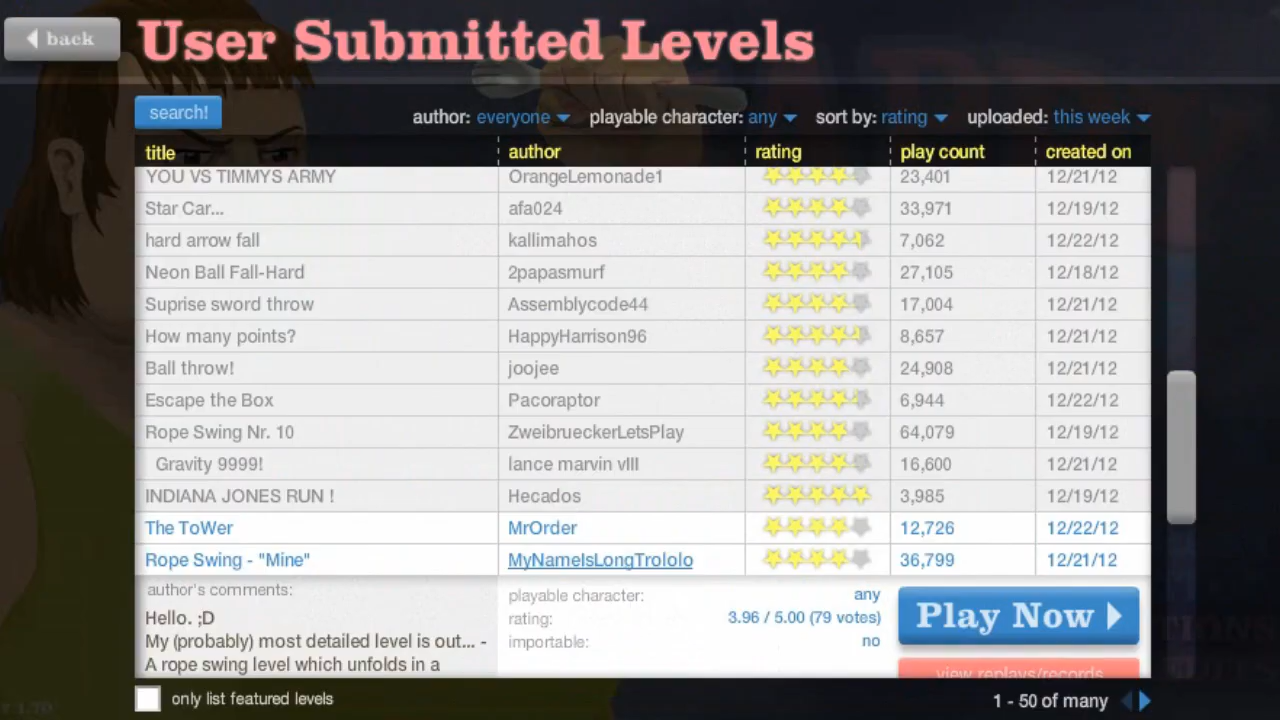 back
User Submitted Levels
search!
author: everyone playable character: any sort by: rating uploaded: this week
title author rating play count created on
YOU VS TIMMYS ARMY OrangeLemonade1 23,401 12/21/12
Star Car... afa024 33,971 12/19/12
hard arrow fall kallimahos 7,062 12/22/12
Neon Ball Fall-Hard 2papasmurf 27,105 12/18/12
Suprise sword throw Assemblycode44 17,004 12/21/12
How many points? HappyHarrison96 8,657 12/21/12
Ball throw! joojee 24,908 12/21/12
Escape the Box Pacoraptor 6,944 12/22/12
Rope Swing Nr. 10 ZweibrueckerLetsPlay 64,079 12/19/12
Gravity 9999! lance marvin vIII 16,600 12/21/12
INDIANA JONES RUN ! Hecados 3,985 12/19/12
The ToWer MrOrder 12,726 12/22/12
Rope Swing - "Mine" MyNameIsLongTrololo 36,799 12/21/12
author's comments:
Hello. ;D
My (probably) most detailed level is out... -
A rope swing level which unfolds in a
playable character: any
rating: 3.96 / 5.00 (79 votes)
importable: no
Play Now
view replays/records
only list featured levels
1 - 50 of many